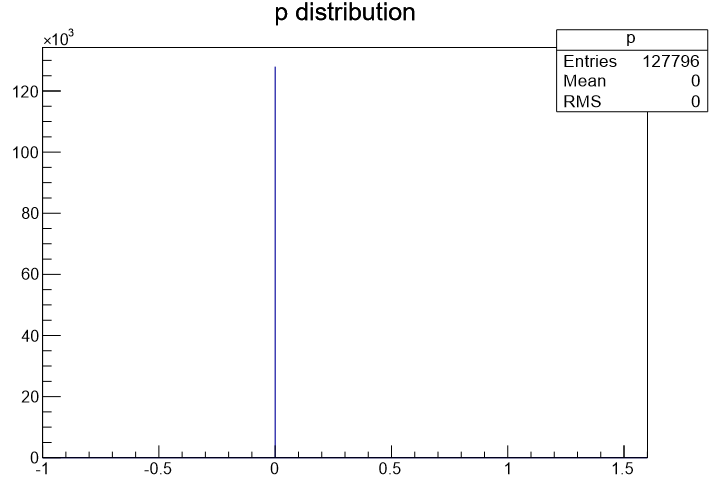 p distribution
×10³
p
Entries 127796
Mean 0
RMS 0
120
100
80
60
40
20
0
-1 -0.5 0 0.5 1 1.5